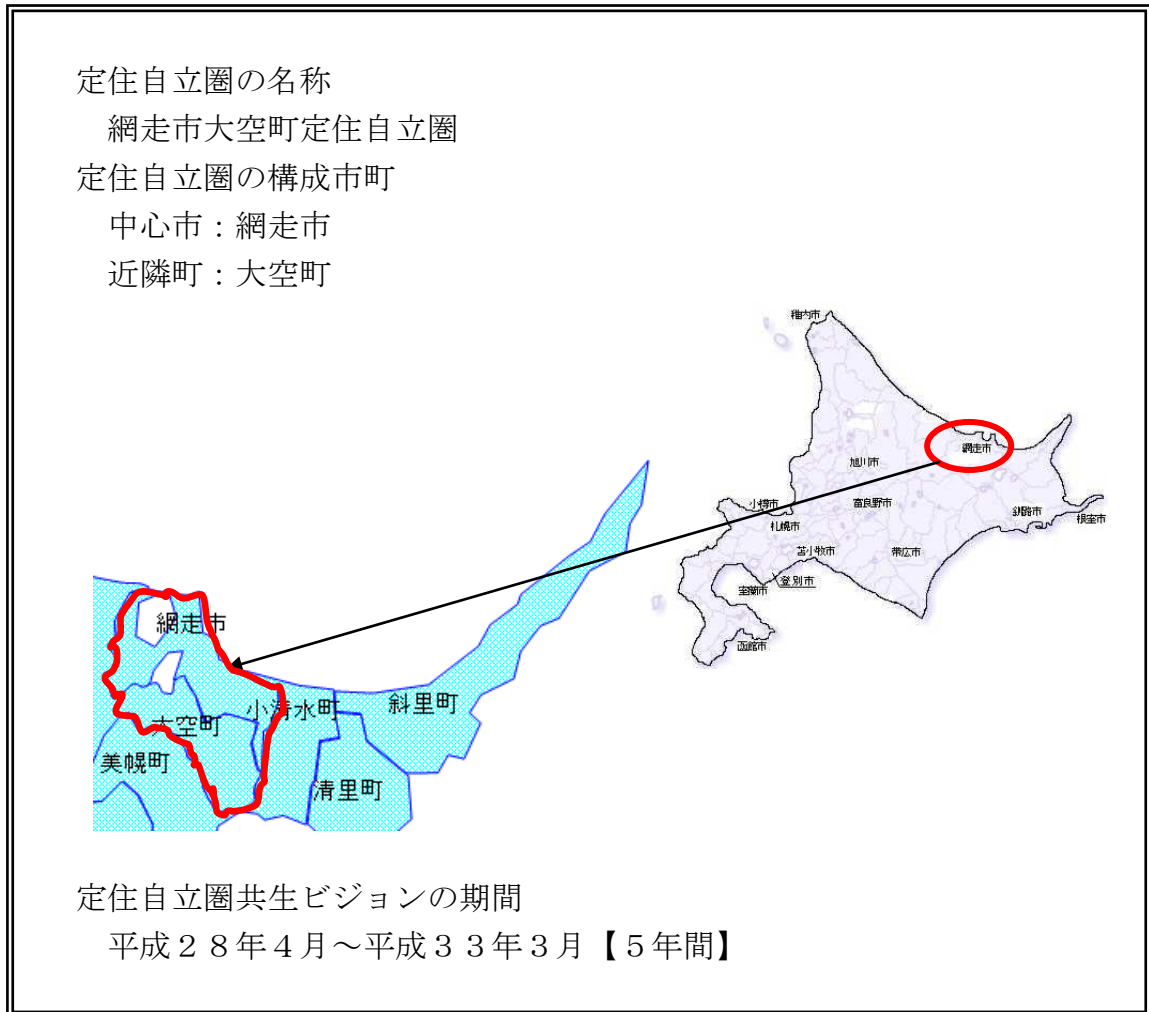 定住自立圏の名称
網走市大空町定住自立圏
定住自立圏の構成市町
中心市：網走市
近隣町：大空町
稚内市
網走市
旭川市
小樽市
富良野市
釧路市
根室市
札幌市
苫小牧市
帯広市
登別市
室蘭市
函館市
網走市
小清水町
斜里町
大空町
美幌町
清里町
定住自立圏共生ビジョンの期間
平成２８年４月～平成３３年３月【５年間】